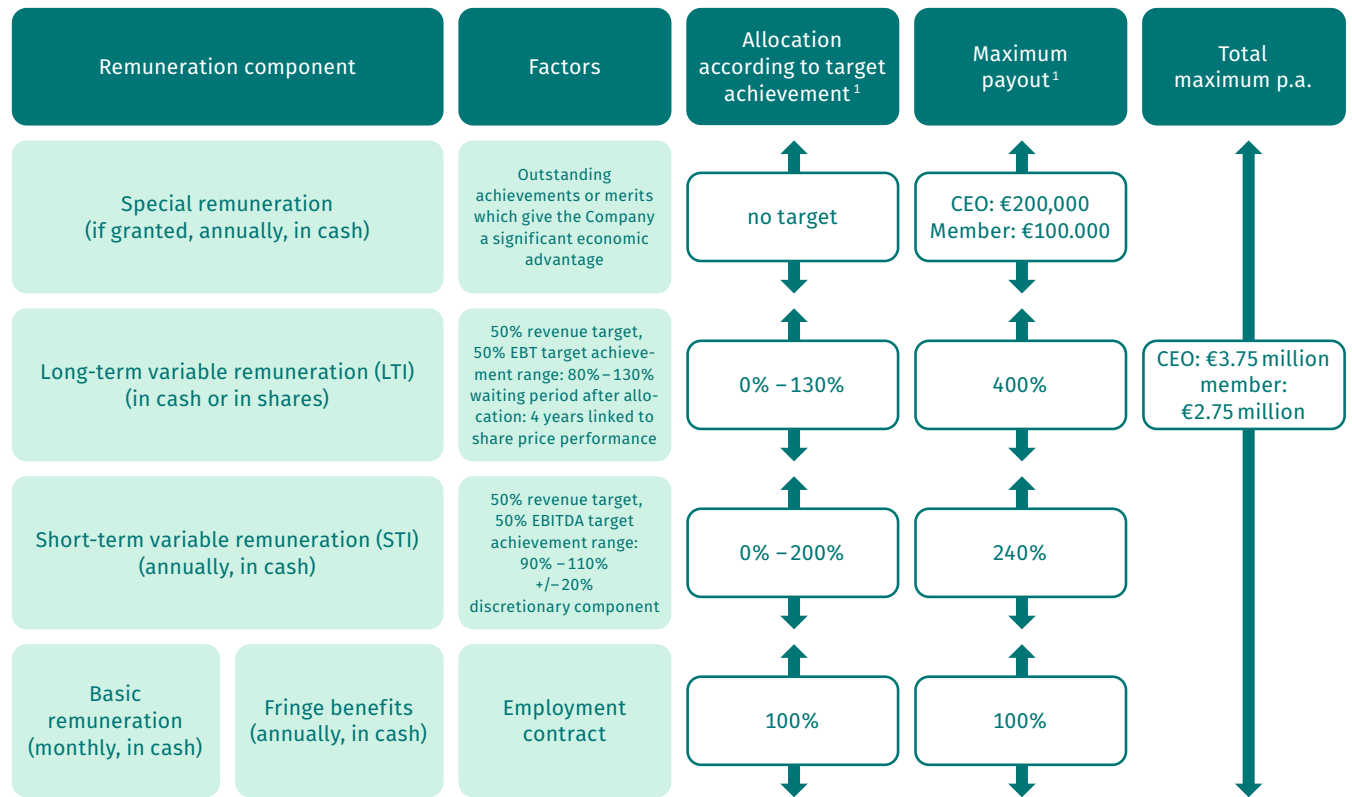 Remuneration component
Factors
Allocation
according to target
achievement 1
Maximum
payout 1
Total
maximum p.a.
Special remuneration
(if granted, annually, in cash)
Outstanding
achievements or merits
which give the Company
a significant economic
advantage
no target
CEO: €200,000
Member: €100.000
Long-term variable remuneration (LTI)
(in cash or in shares)
50% revenue target,
50% EBT target achieve-
ment range: 80% – 130%
waiting period after allo-
cation: 4 years linked to
share price performance
0% – 130%
400%
CEO: €3.75 million
member:
€2.75 million
Short-term variable remuneration (STI)
(annually, in cash)
50% revenue target,
50% EBITDA target
achievement range:
90% – 110%
+/– 20%
discretionary component
0% – 200%
240%
Basic
remuneration
(monthly, in cash)
Fringe benefits
(annually, in cash)
Employment
contract
100%
100%